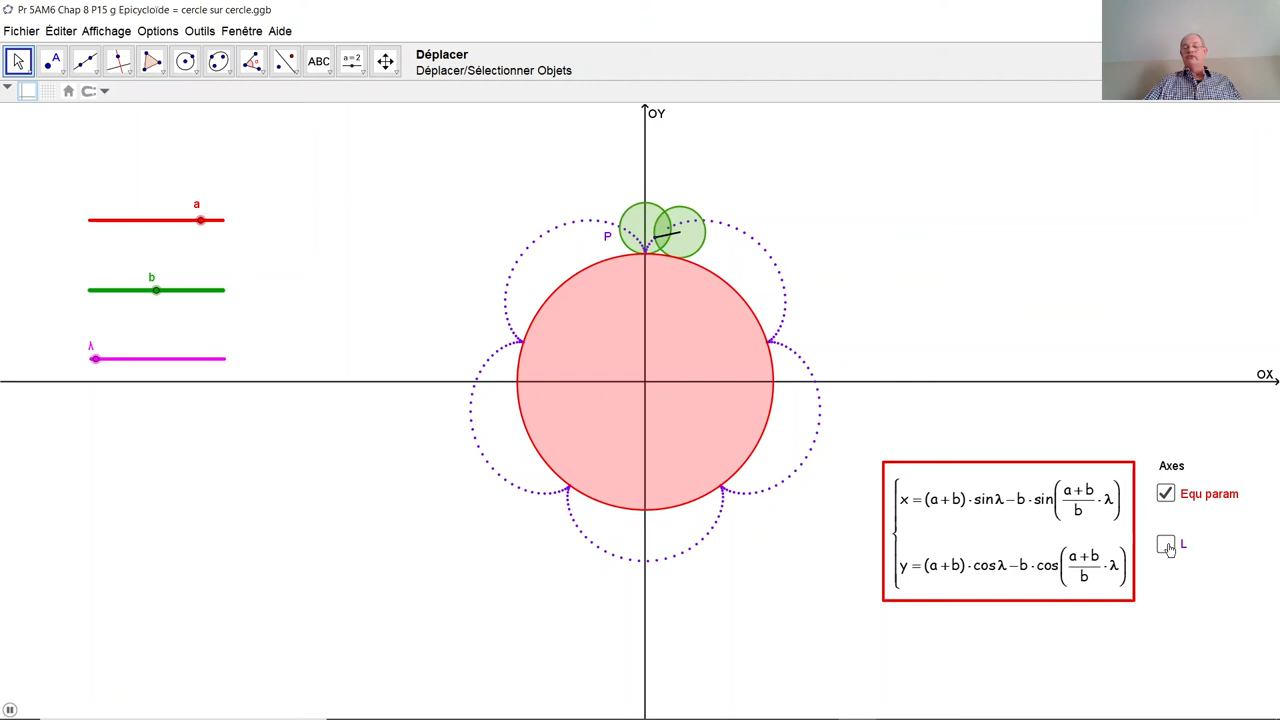 Pr 5AM6 Chap 8 P15 g Epicycloïde = cercle sur cercle.ggb
Fichier Éditer Affichage Options Outils Fenêtre Aide
A
ABC
a=2
Déplacer
Déplacer/Sélectionner Objets
OY
a
P
b
λ
OX
Axes
Equ param
L
x=(a+b)·sinλ−b·sin((a+b)/b·λ)
y=(a+b)·cosλ−b·cos((a+b)/b·λ)